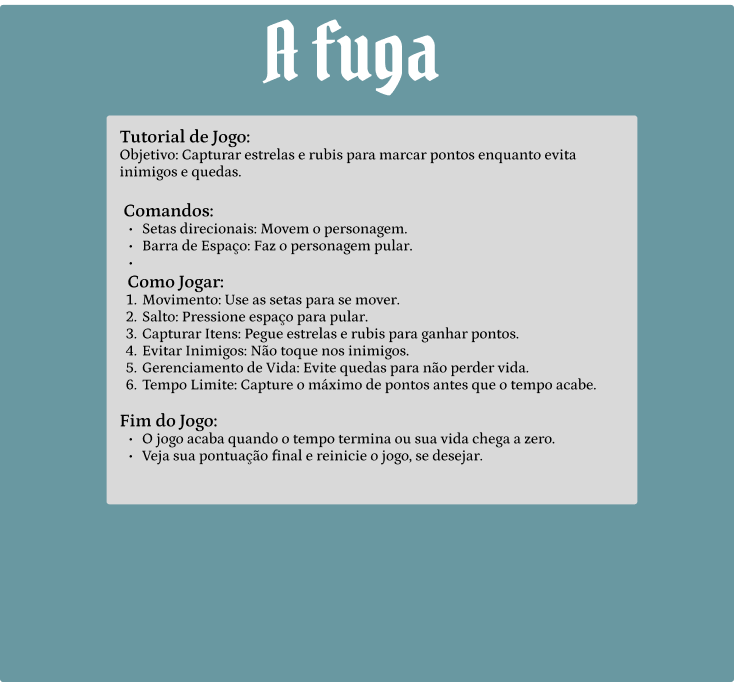 A fuga
Tutorial de Jogo:
Objetivo: Capturar estrelas e rubis para marcar pontos enquanto evita
inimigos e quedas.
Comandos:
• Setas direcionais: Movem o personagem.
• Barra de Espaço: Faz o personagem pular.
•
Como Jogar:
1. Movimento: Use as setas para se mover.
2. Salto: Pressione espaço para pular.
3. Capturar Itens: Pegue estrelas e rubis para ganhar pontos.
4. Evitar Inimigos: Não toque nos inimigos.
5. Gerenciamento de Vida: Evite quedas para não perder vida.
6. Tempo Limite: Capture o máximo de pontos antes que o tempo acabe.
Fim do Jogo:
• O jogo acaba quando o tempo termina ou sua vida chega a zero.
• Veja sua pontuação final e reinicie o jogo, se desejar.